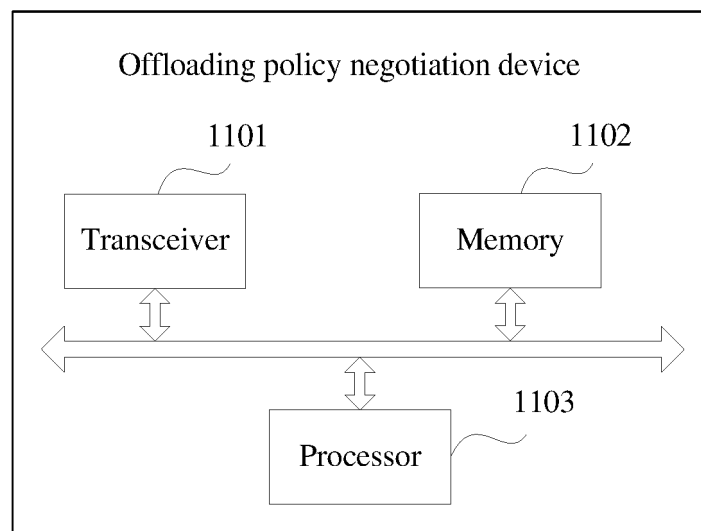 Offloading policy negotiation device
1101
1102
Transceiver
Memory
1103
Processor